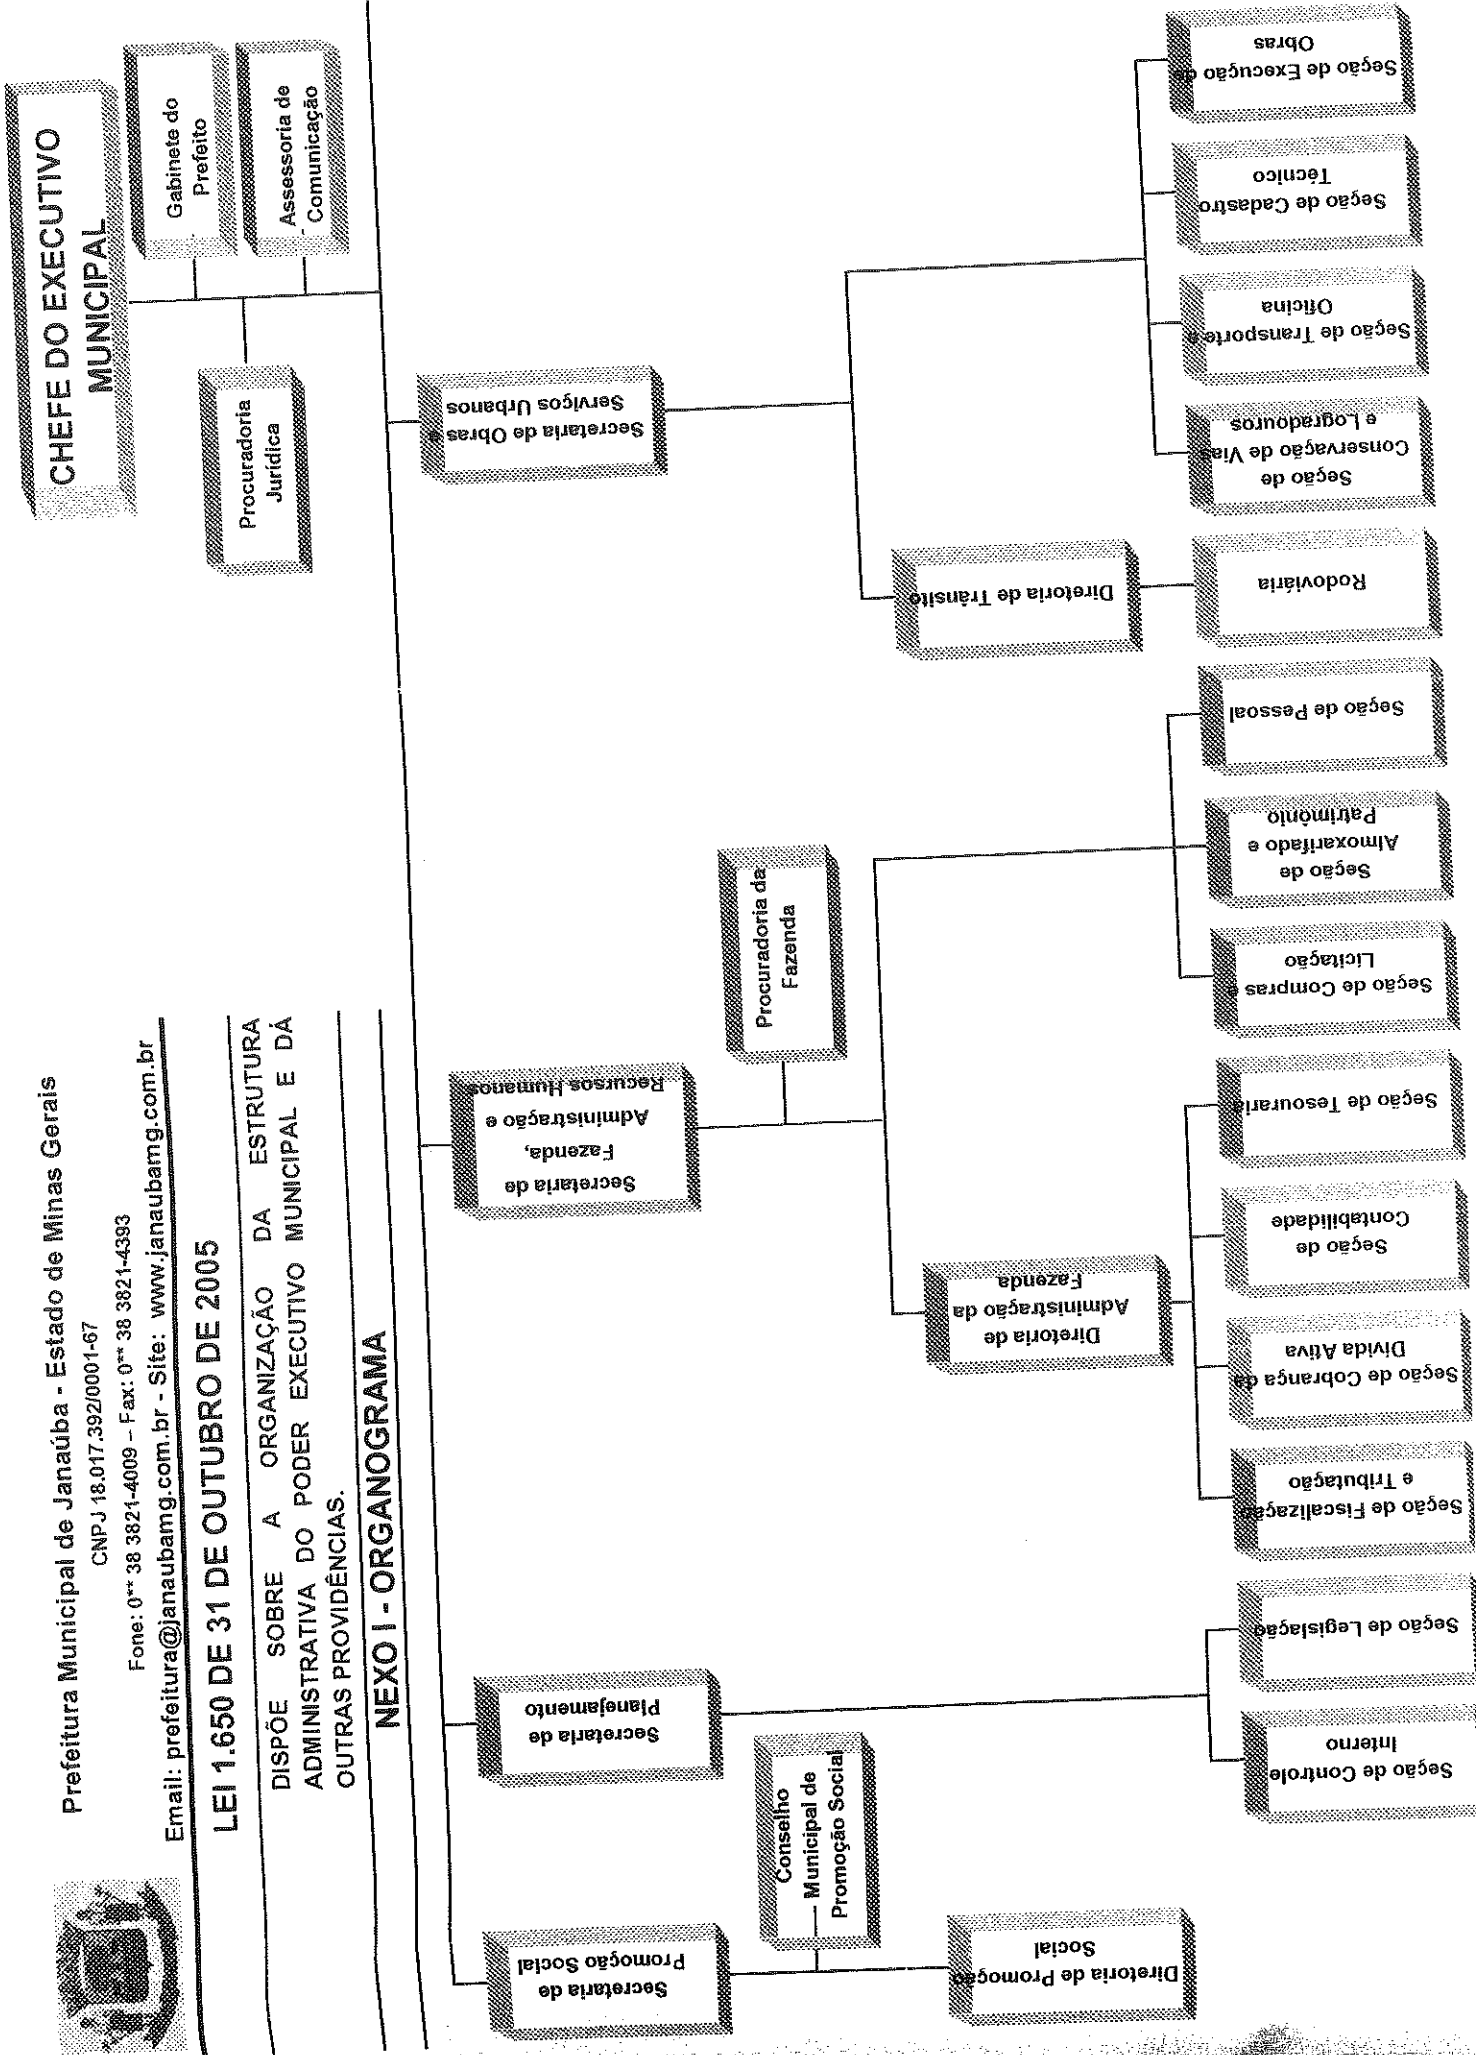 Prefeitura Municipal de Janaúba - Estado de Minas Gerais
CNPJ 18.017.392/0001-67
Fone: 0** 38 3821-4009 – Fax: 0** 38 3821-4393
Email: prefeitura@janaubamg.com.br - Site: www.janaubamg.com.br
LEI 1.650 DE 31 DE OUTUBRO DE 2005
DISPÕE SOBRE A ORGANIZAÇÃO DA ESTRUTURA
ADMINISTRATIVA DO PODER EXECUTIVO MUNICIPAL E DÁ
OUTRAS PROVIDÊNCIAS.
NEXO I - ORGANOGRAMA
CHEFE DO EXECUTIVO
MUNICIPAL
Gabinete do
Prefeito
Assessoria de
Comunicação
Procuradoria
Jurídica
Secretaria de
Promoção Social
Secretaria de
Planejamento
Secretaria de
Fazenda,
Administração e
Recursos Humanos
Secretaria de Obras e
Serviços Urbanos
Conselho
Municipal de
Promoção Social
Procuradoria da
Fazenda
Diretoria de Promoção
Social
Diretoria de
Administração da
Fazenda
Diretoria de Trânsito
Seção de Controle
Interno
Seção de Legislação
Seção de Fiscalização
e Tributação
Seção de Cobrança da
Dívida Ativa
Seção de
Contabilidade
Seção de Tesouraria
Seção de Compras e
Licitação
Seção de
Almoxarifado e
Patrimônio
Seção de Pessoal
Rodoviária
Seção de
Conservação de Vias
e Logradouros
Seção de Transporte e
Oficina
Seção de Cadastro
Técnico
Seção de Execução de
Obras